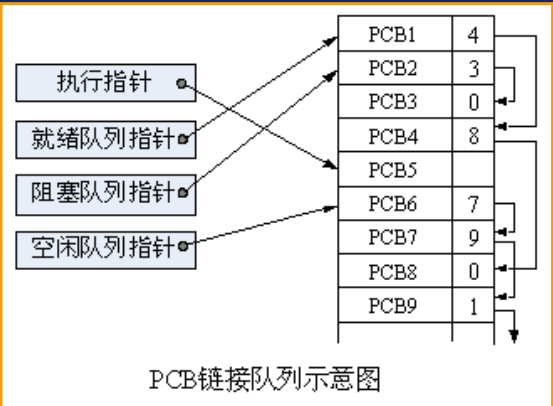 执行指针
就绪队列指针
阻塞队列指针
空闲队列指针
PCB1 4
PCB2 3
PCB3 0
PCB4 8
PCB5
PCB6 7
PCB7 9
PCB8 0
PCB9 1
PCB链接队列示意图